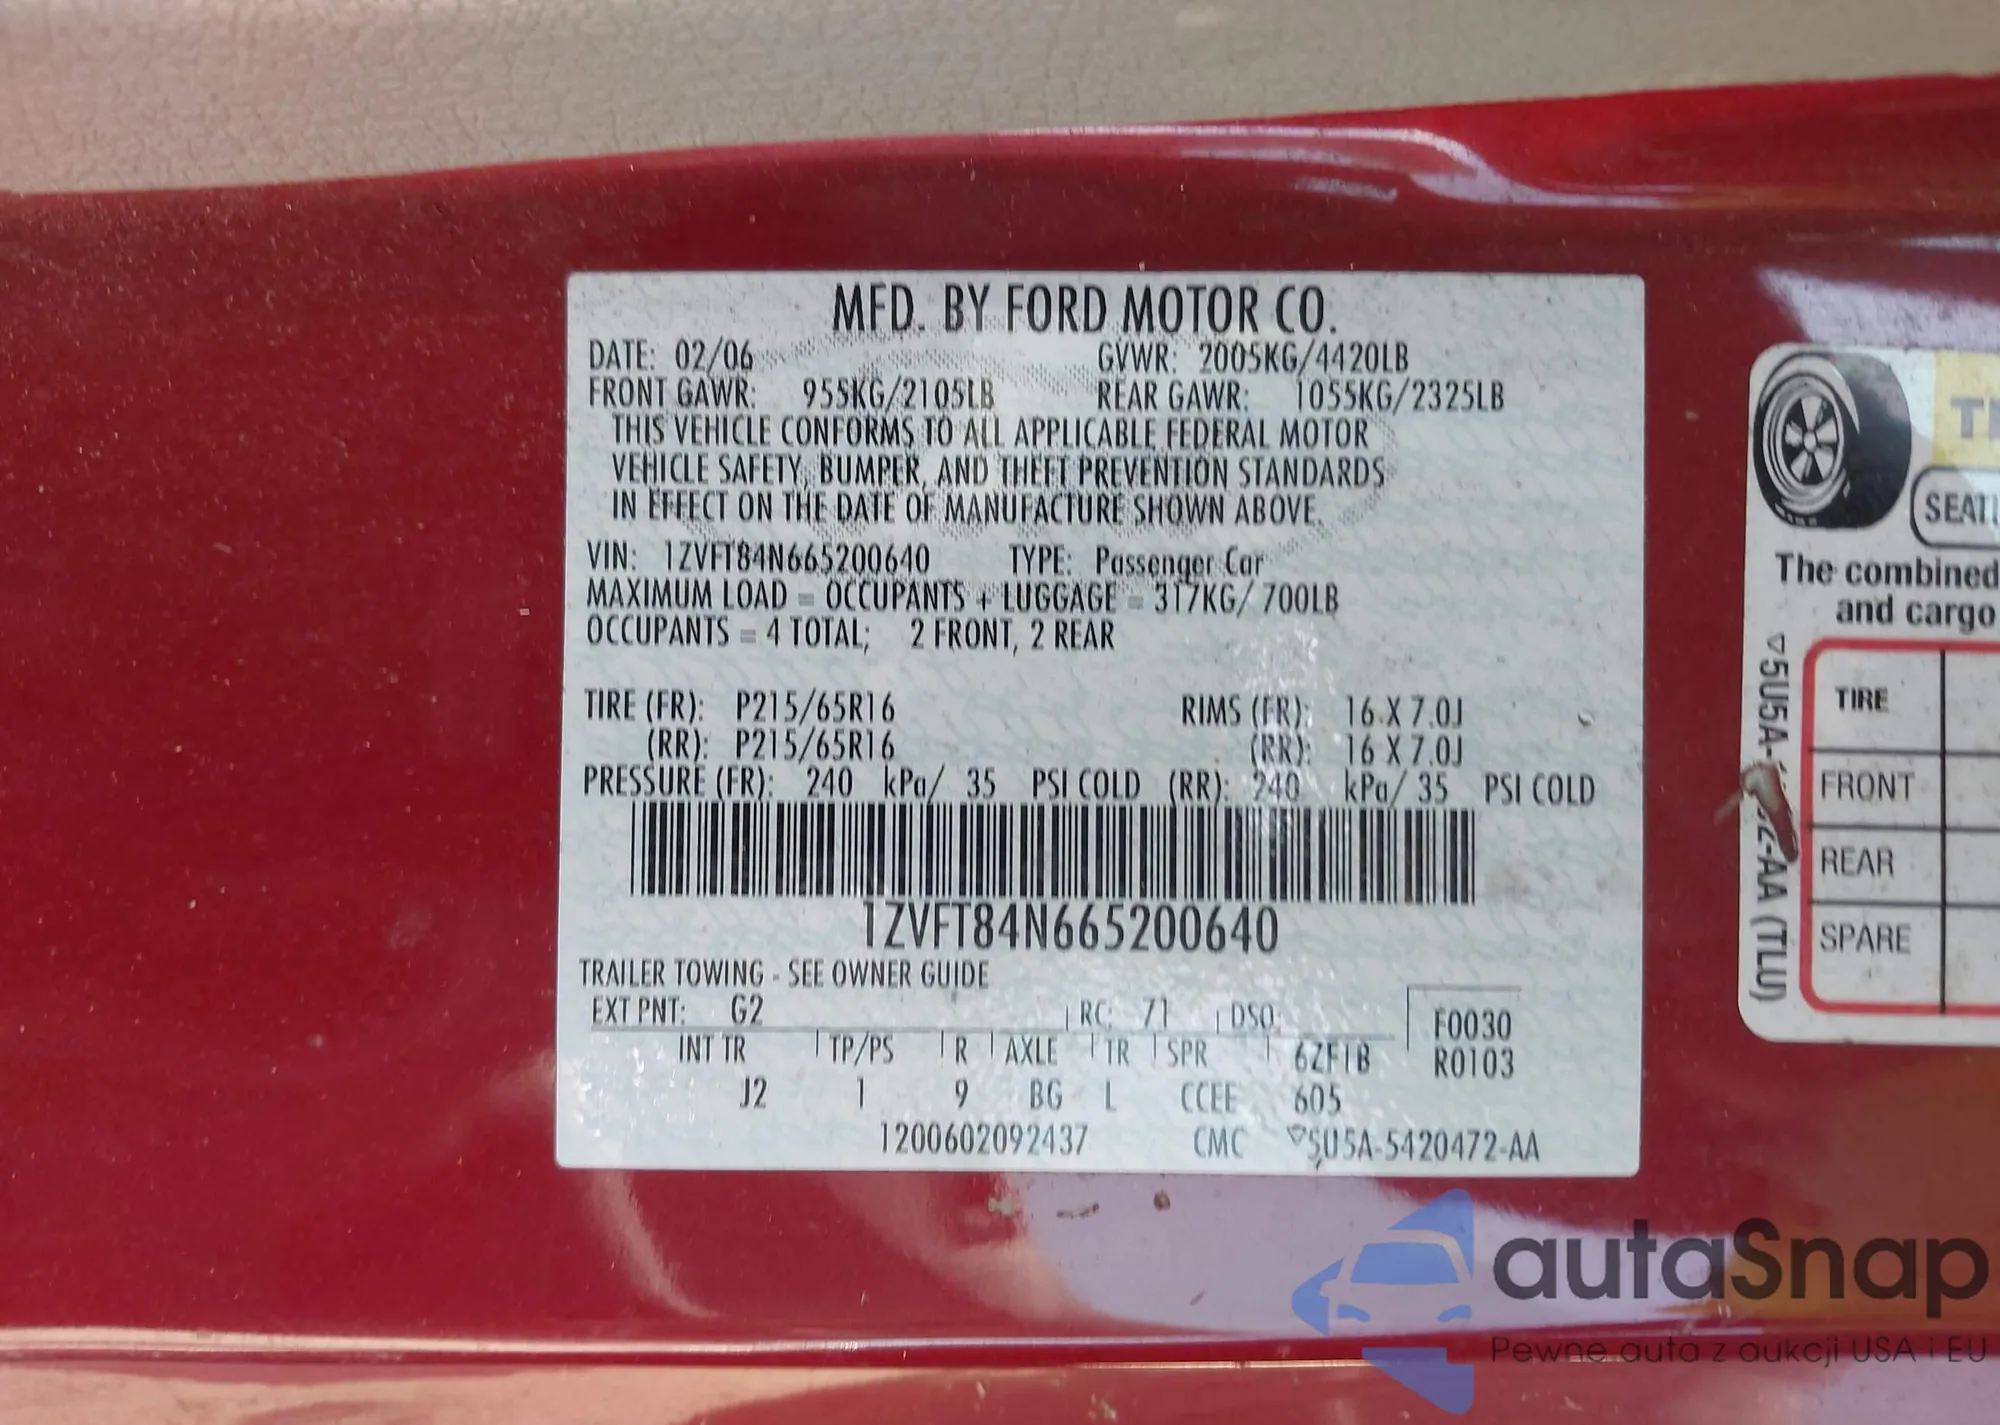 MFD. BY FORD MOTOR CO.
DATE: 02/06 GVWR: 2005KG/4420LB
FRONT GAWR: 955KG/2105LB REAR GAWR: 1055KG/2325LB
THIS VEHICLE CONFORMS TO ALL APPLICABLE FEDERAL MOTOR
VEHICLE SAFETY, BUMPER, AND THEFT PREVENTION STANDARDS
IN EFFECT ON THE DATE OF MANUFACTURE SHOWN ABOVE.
VIN: 1ZVFT84N665200640 TYPE: Passenger Car
MAXIMUM LOAD = OCCUPANTS + LUGGAGE = 317KG/ 700LB
OCCUPANTS = 4 TOTAL; 2 FRONT, 2 REAR
TIRE (FR): P215/65R16 RIMS (FR): 16 X 7.0J
(RR): P215/65R16 (RR): 16 X 7.0J
PRESSURE (FR): 240 kPa/ 35 PSI COLD (RR): 240 kPa/ 35 PSI COLD
1ZVFT84N665200640
TRAILER TOWING - SEE OWNER GUIDE
EXT PNT: G2 RC: 71 DSO: F0030
INT TR TP/PS R AXLE TR SPR 6ZF1B R0103
J2 1 9 BG L CCEE 605
1200602092437 CMC ▽5U5A-5420472-AA
SEATI
The combined
and cargo
TIRE
FRONT
REAR
SPARE
(TLU)
autaSnap
Pewne auta z aukcji USA i EU